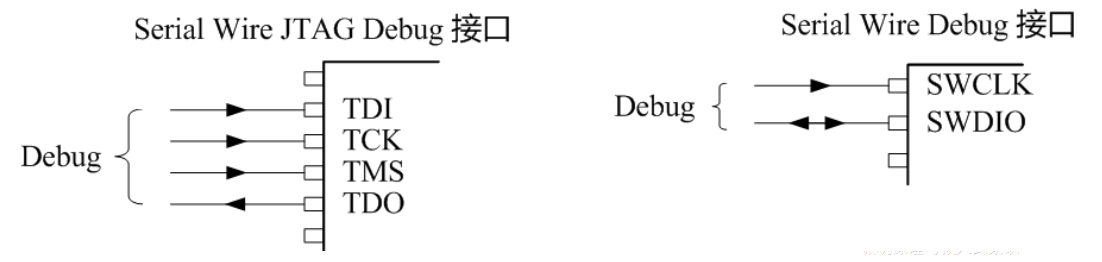 Serial Wire JTAG Debug 接口
Debug
TDI
TCK
TMS
TDO
Serial Wire Debug 接口
Debug
SWCLK
SWDIO